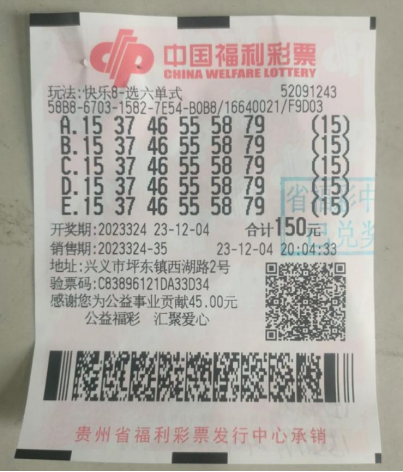 中国福利彩票
CHINA WELFARE LOTTERY
玩法:快乐8-选六单式 52091243
58B8-6703-1582-7E54-B0B8/16640021/F9D03
A.15 37 46 55 58 79 (15)
B.15 37 46 55 58 79 (15)
C.15 37 46 55 58 79 (15)
D.15 37 46 55 58 79 (15)
E.15 37 46 55 58 79 (15)
省福彩中
已兑奖
开奖期:2023324 23-12-04 合计150元
销售期:2023324-35 23-12-04 20:04:33
地址:兴义市坪东镇西湖路2号
验票码:C83896121DA33D34
感谢您为公益事业贡献45.00元
公益福彩 汇聚爱心
贵州省福利彩票发行中心承销